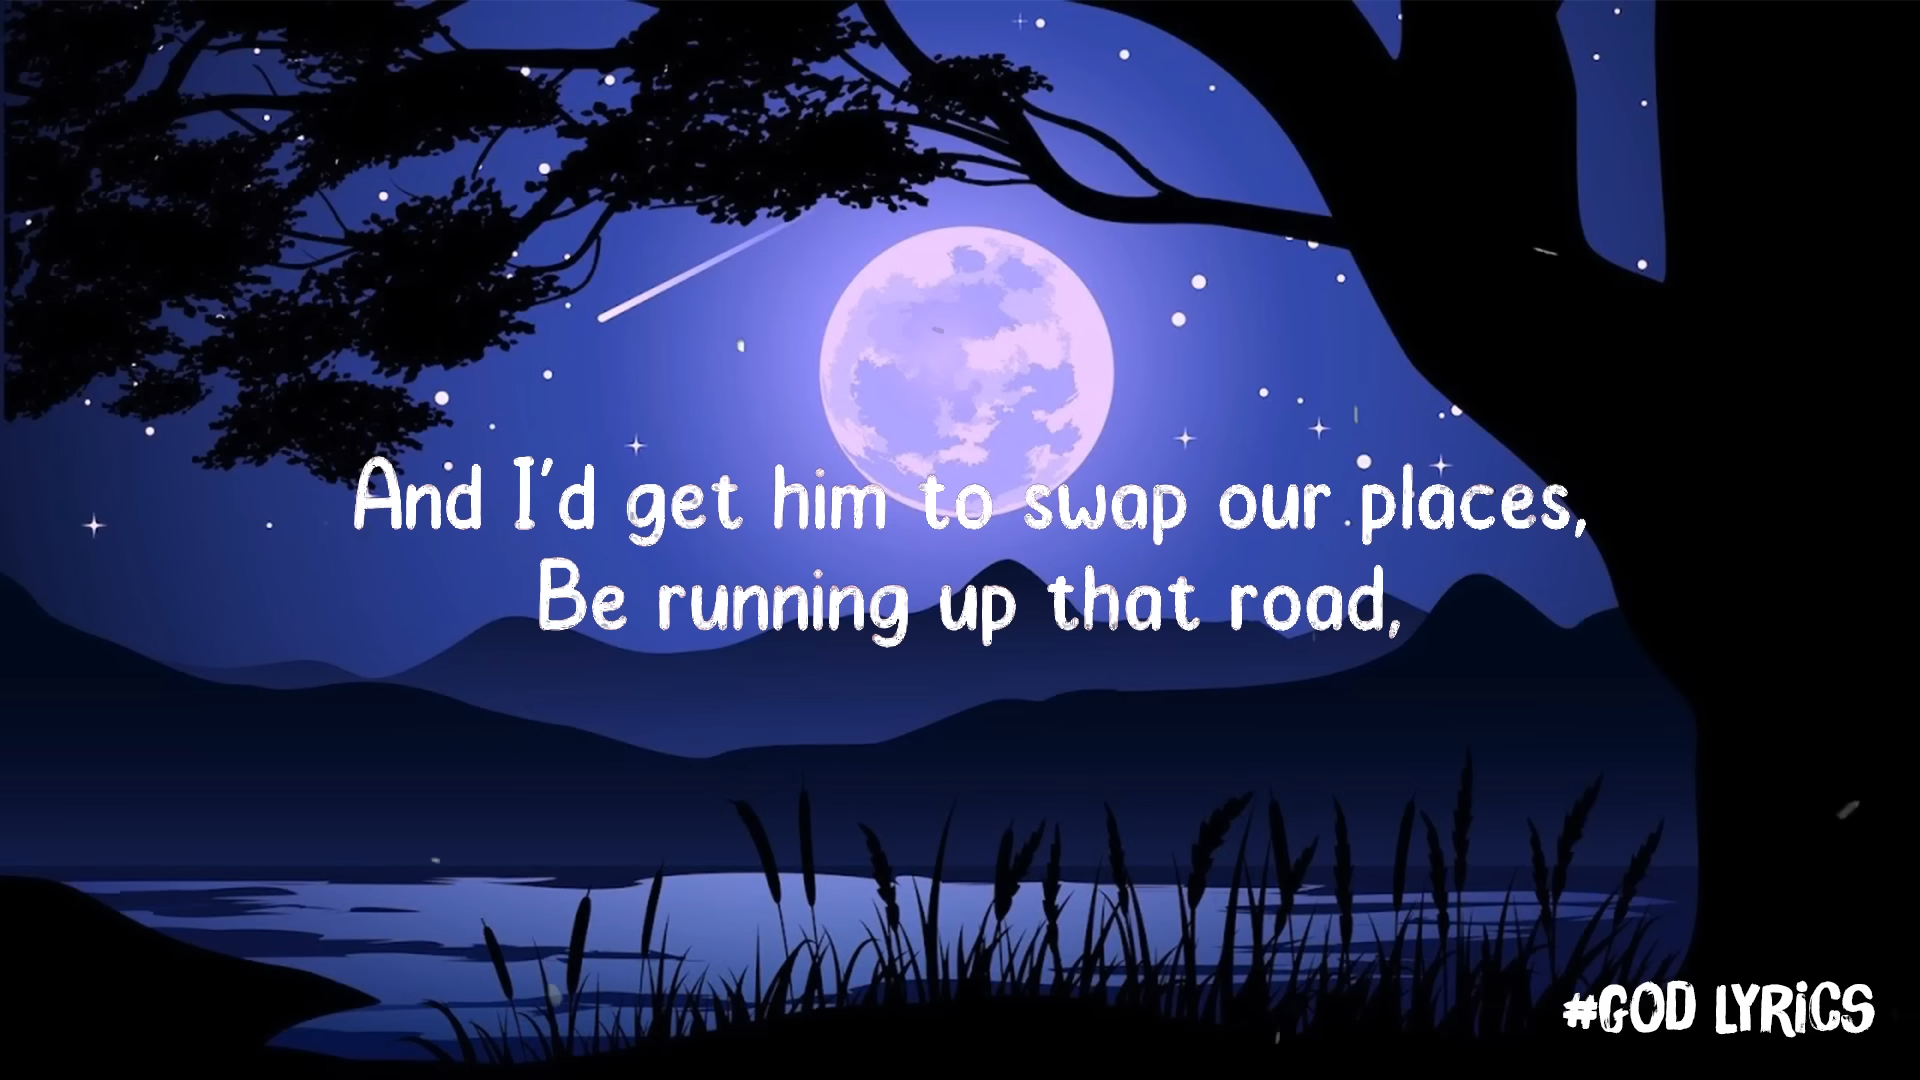 And I'd get him to swap our places,
Be running up that road,
#GOD LYRiCS